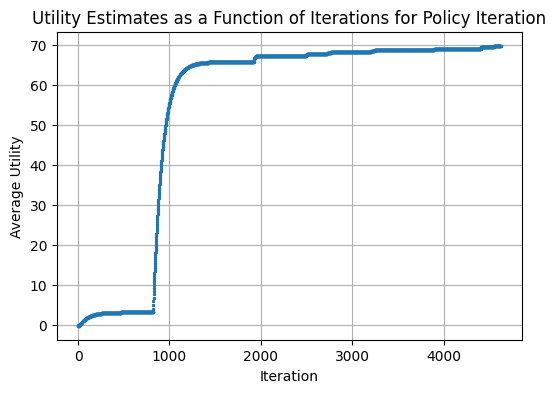 Utility Estimates as a Function of Iterations for Policy Iteration
70
60
50
40
30
20
10
0
Average Utility
0 1000 2000 3000 4000
Iteration